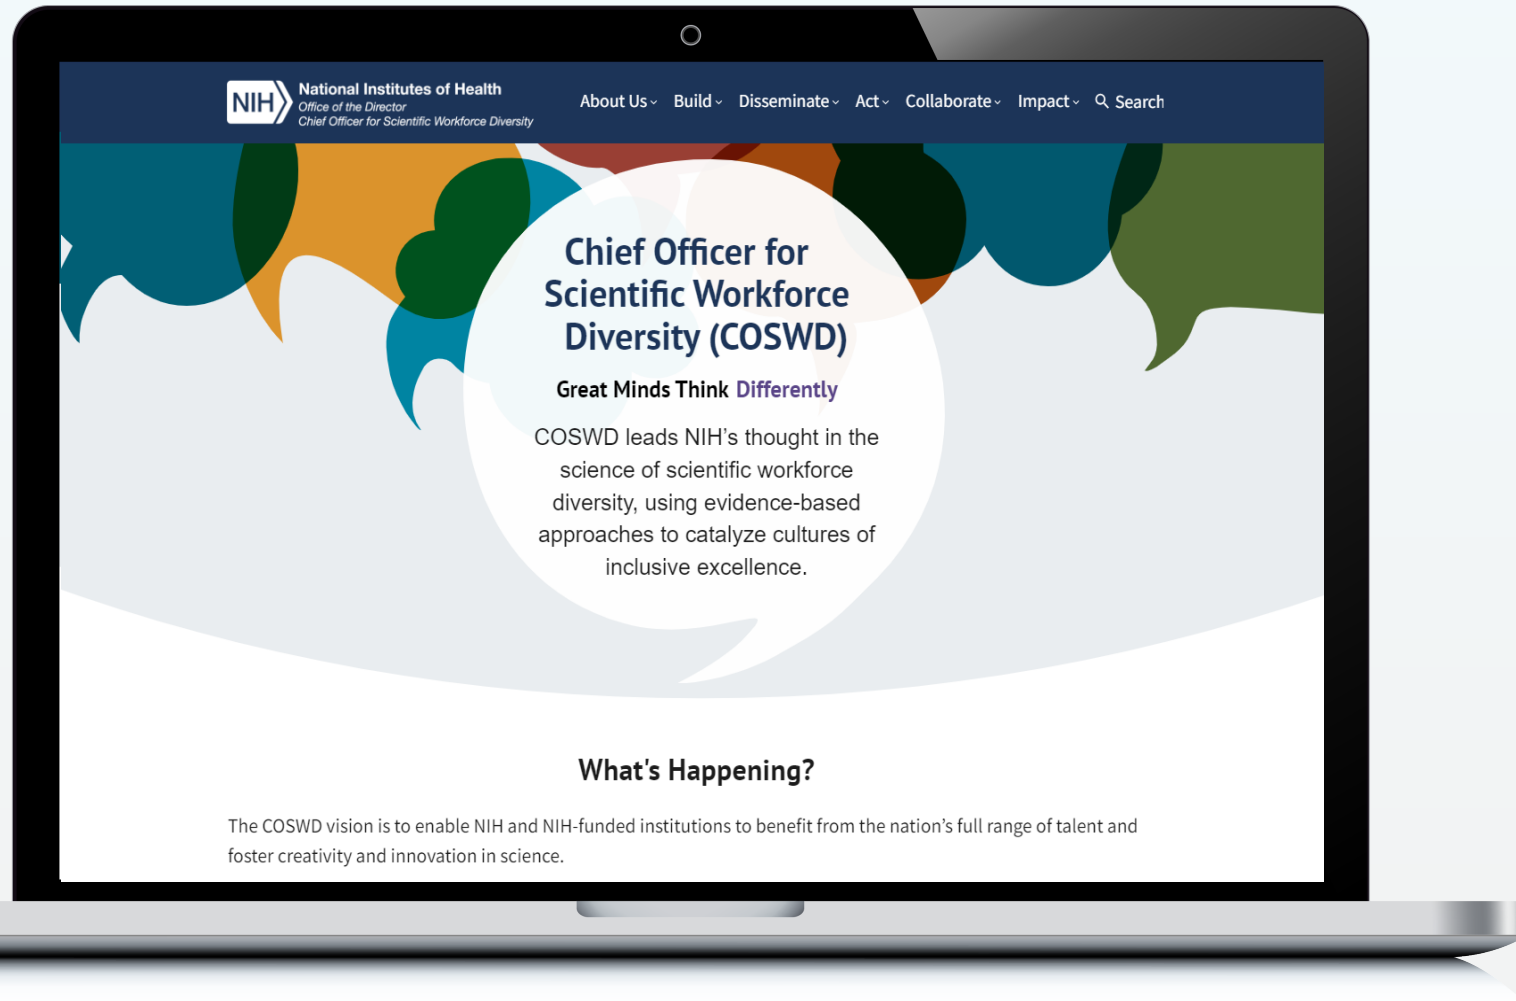 NIH
National Institutes of Health
Office of the Director
Chief Officer for Scientific Workforce Diversity
About Us Build Disseminate Act Collaborate Impact Search
Chief Officer for
Scientific Workforce
Diversity (COSWD)
Great Minds Think Differently
COSWD leads NIH’s thought in the
science of scientific workforce
diversity, using evidence-based
approaches to catalyze cultures of
inclusive excellence.
What's Happening?
The COSWD vision is to enable NIH and NIH-funded institutions to benefit from the nation’s full range of talent and
foster creativity and innovation in science.